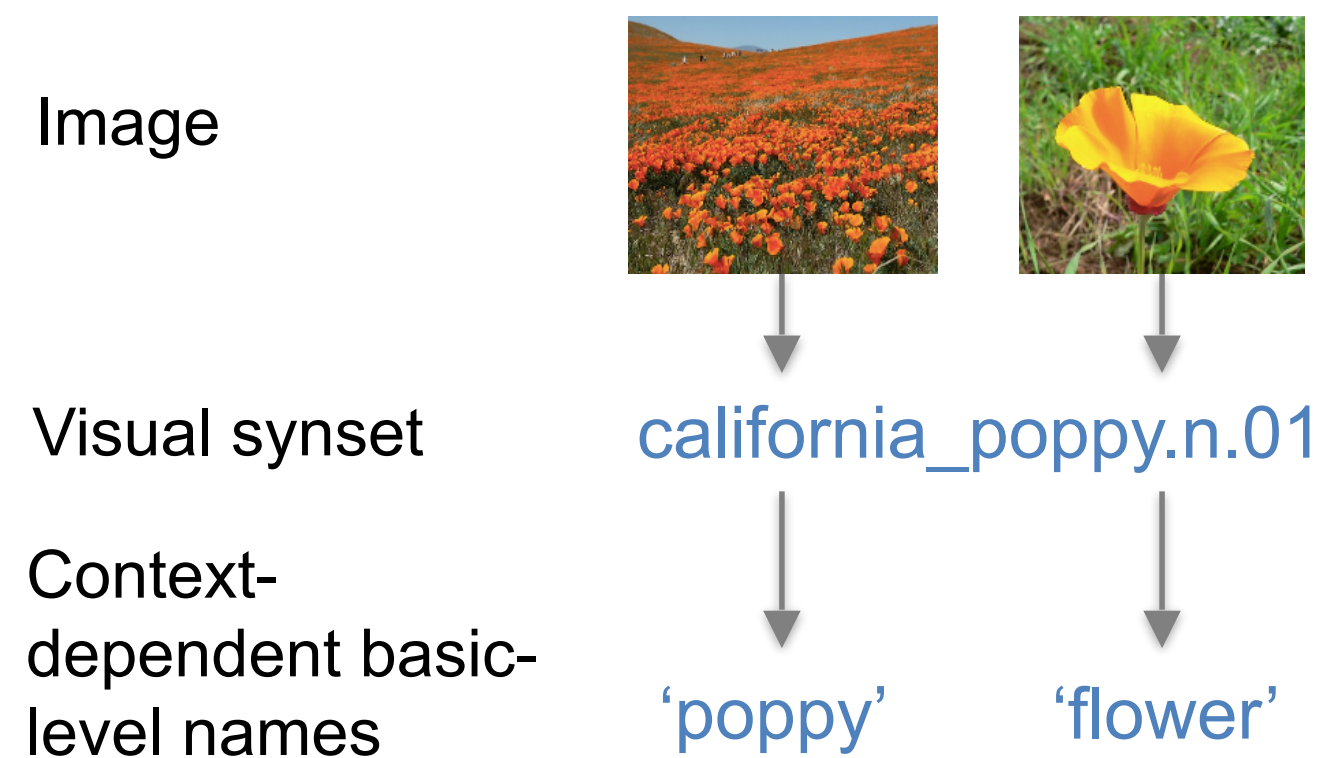 Image
Visual synset
california_poppy.n.01
Context-
dependent basic-
level names
‘poppy’
‘flower’